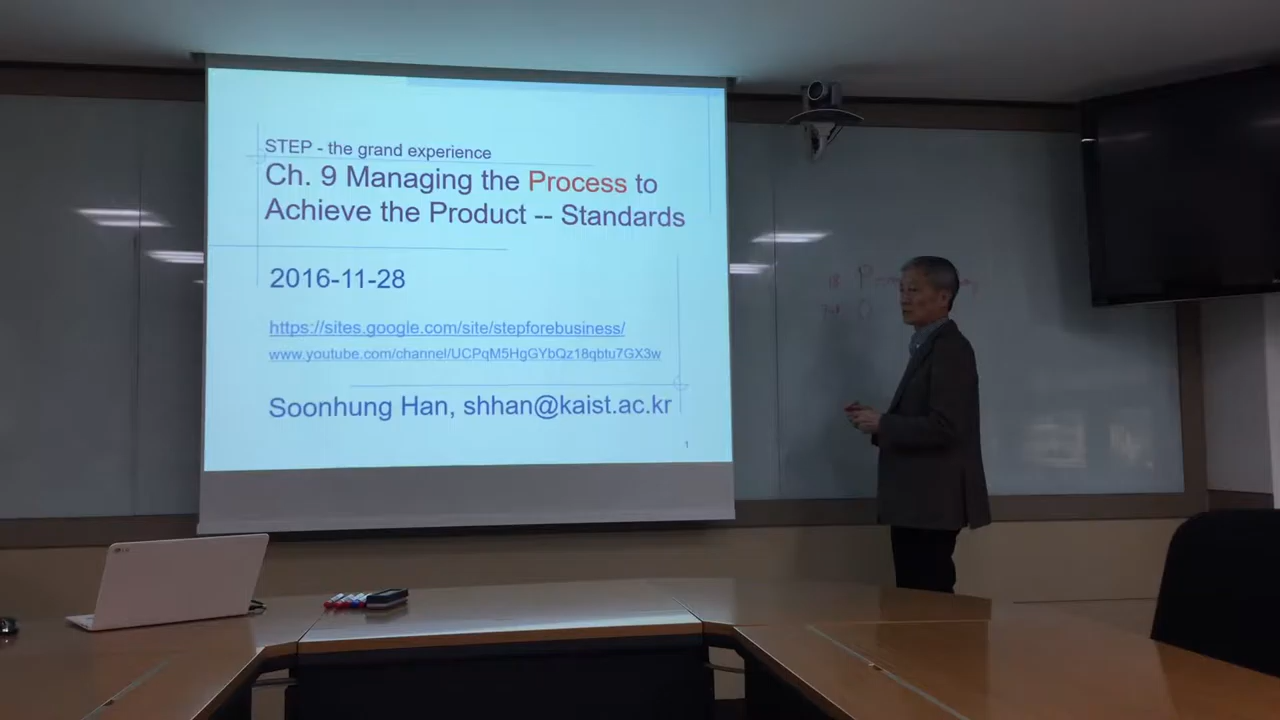 STEP - the grand experience
Ch. 9 Managing the Process to
Achieve the Product -- Standards
2016-11-28
https://sites.google.com/site/stepforebusiness/
www.youtube.com/channel/UCPqM5HgGYbQz18qbtu7GX3w
Soonhung Han, shhan@kaist.ac.kr
1